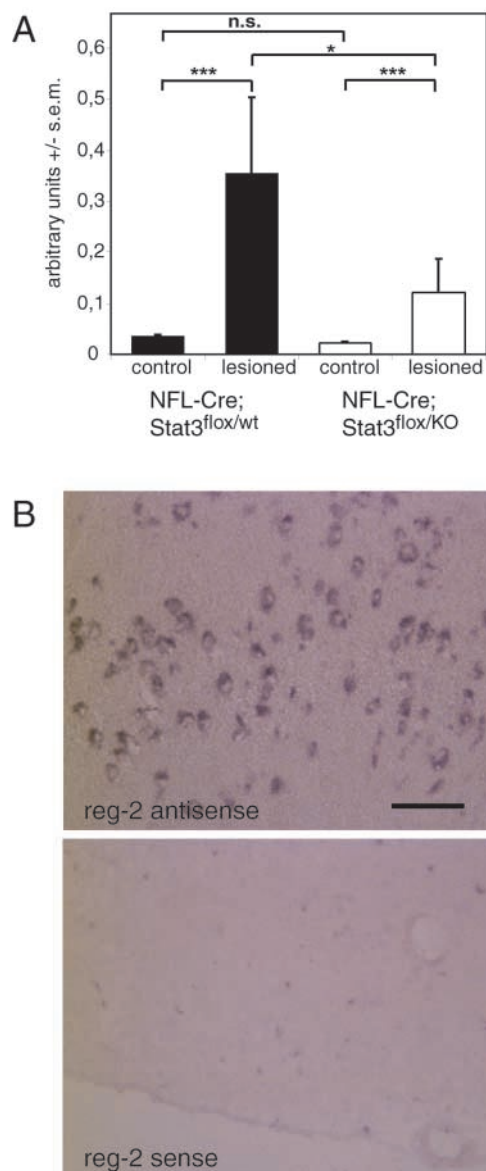 A
n.s.
*
***
***
0,6
0,5
0,4
0,3
0,2
0,1
0
arbitrary units +/- s.e.m.
control lesioned control lesioned
NFL-Cre; NFL-Cre;
Stat3flox/wt Stat3flox/KO
B
reg-2 antisense
reg-2 sense